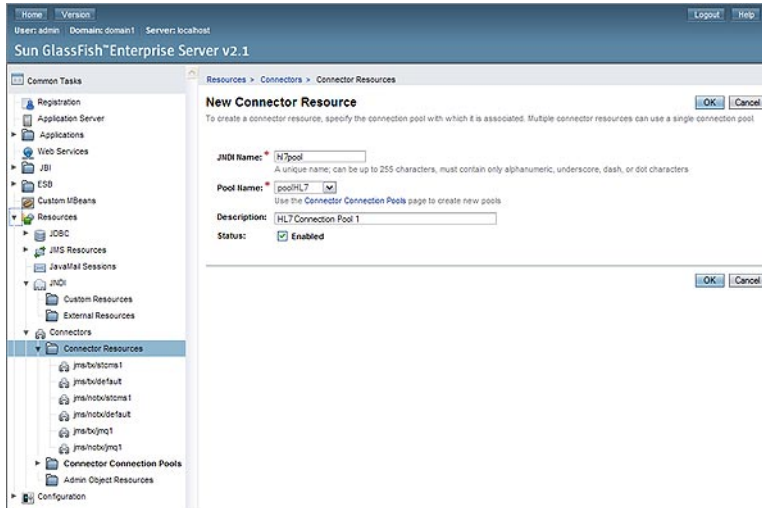 Home Version Logout Help
User: admin Domain: domain1 Server: localhost
Sun GlassFish™ Enterprise Server v2.1
Common Tasks
Registration
Application Server
Applications
Web Services
JBI
ESB
Custom MBeans
Resources
JDBC
JMS Resources
JavaMail Sessions
JNDI
Custom Resources
External Resources
Connectors
Connector Resources
jms/tx/stcms1
jms/tx/default
jms/notx/stcms1
jms/notx/default
jms/tx/jmq1
jms/notx/jmq1
Connector Connection Pools
Admin Object Resources
Configuration
Resources > Connectors > Connector Resources
New Connector Resource OK Cancel
To create a connector resource, specify the connection pool with which it is associated. Multiple connector resources can use a single connection pool.
JNDI Name: * hl7pool
A unique name; can be up to 255 characters, must contain only alphanumeric, underscore, dash, or dot characters
Pool Name: * poolHL7
Use the Connector Connection Pools page to create new pools
Description: HL7 Connection Pool 1
Status: Enabled
OK Cancel